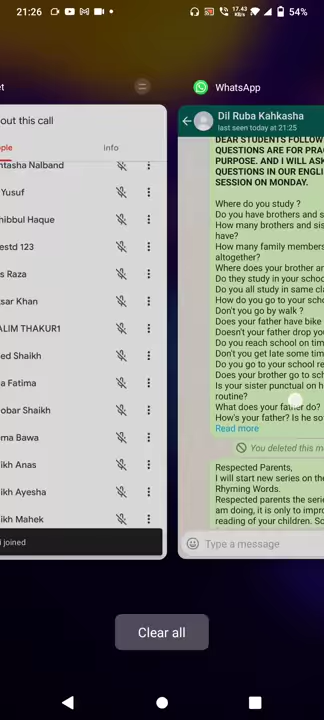 21:26
17.43
KB/s
54%
et
WhatsApp
out this call
ople
Info
ntasha Nalband
Yusuf
hibbul Haque
estd 123
s Raza
sar Khan
ALIM THAKUR1
ed Shaikh
a Fatima
obar Shaikh
ma Bawa
ikh Anas
ikh Ayesha
ikh Mahek
joined
Dil Ruba Kahkasha
last seen today at 21:25
DEAR STUDENTS FOLLOW
QUESTIONS ARE FOR PRA
PURPOSE. AND I WILL ASK
QUESTIONS IN OUR ENGLI
SESSION ON MONDAY.
Where do you study ?
Do you have brothers and s
How many brothers and sis
have?
How many family members
altogether?
Where does your brother an
Do they study in your schoo
Do you all study in same cla
How do you go to your scho
Don't you go by walk ?
Does your father have bike
Doesn't your father drop yo
Do you reach school on tim
Don't you get late some tim
Do you go to your school re
Does your brother go to sch
Is your sister punctual on h
routine?
What does your father do?
How's your father? Is he so
Read more
You deleted this me
Respected Parents,
I will start new series on the
Rhyming Words.
Respected parents the serie
am doing, it is only to impro
reading of your children. So
Type a message
Clear all